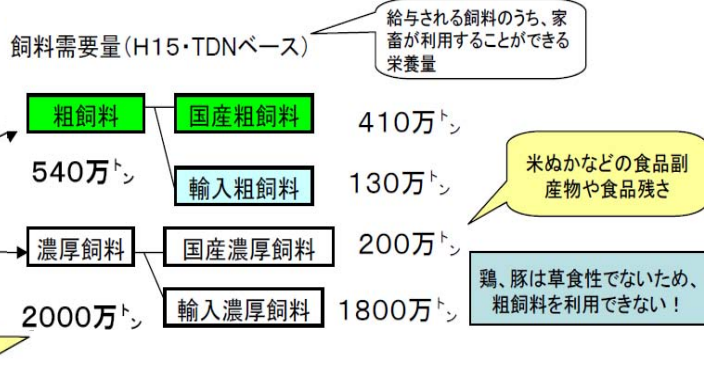 飼料需要量(H15・TDNベース)
給与される飼料のうち、家
畜が利用することができる
栄養量
粗飼料
国産粗飼料
410万㌧
540万㌧
輸入粗飼料
130万㌧
米ぬかなどの食品副
産物や食品残さ
濃厚飼料
国産濃厚飼料
200万㌧
2000万㌧
輸入濃厚飼料
1800万㌧
鶏、豚は草食性でないため、
粗飼料を利用できない!